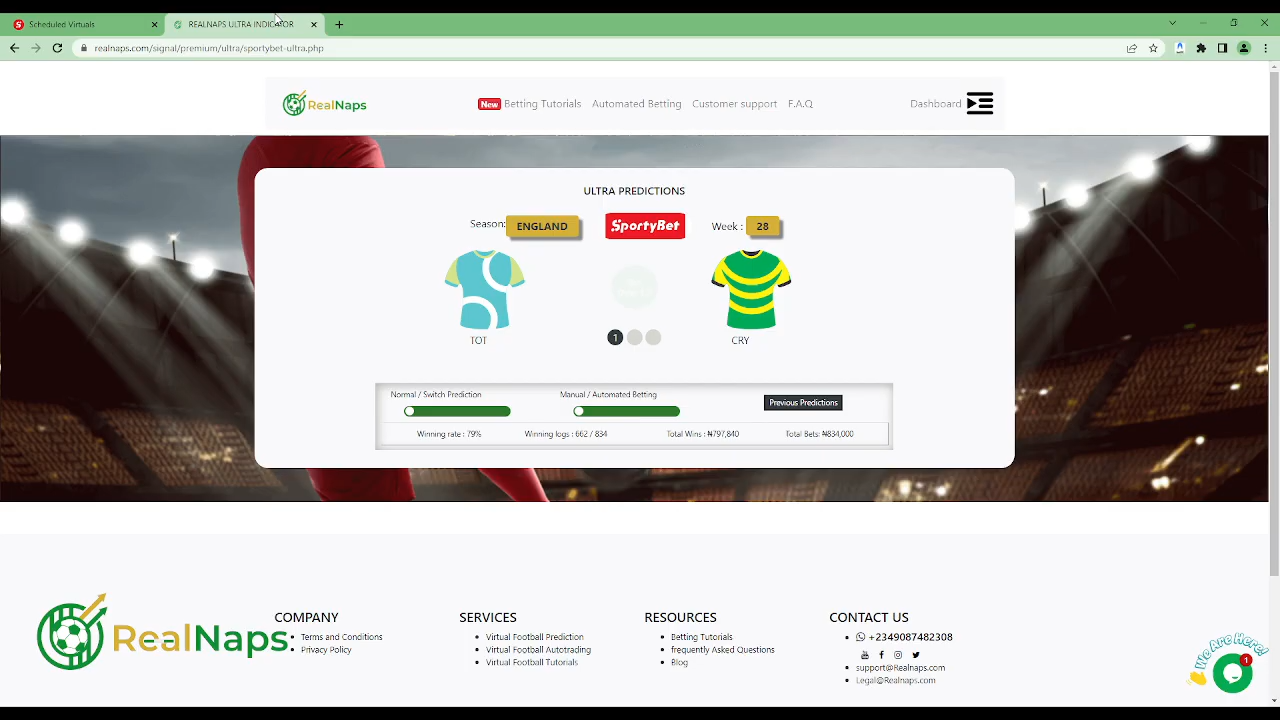 Scheduled Virtuals
REALNAPS ULTRA INDICATOR
realnaps.com/signal/premium/ultra/sportybet-ultra.php
RealNaps
New Betting Tutorials Automated Betting Customer support F.A.Q
Dashboard
ULTRA PREDICTIONS
Season: ENGLAND SportyBet Week : 28
1
TOT CRY
Normal / Switch Prediction Manual / Automated Betting Previous Predictions
Winning rate : 79% Winning logs : 662 / 834 Total Wins : ₦797,840 Total Bets: ₦834,000
RealNaps
COMPANY
Terms and Conditions
Privacy Policy
SERVICES
Virtual Football Prediction
Virtual Football Autotrading
Virtual Football Tutorials
RESOURCES
Betting Tutorials
frequently Asked Questions
Blog
CONTACT US
+2349087482308
support@Realnaps.com
Legal@Realnaps.com
We Are Here!
1